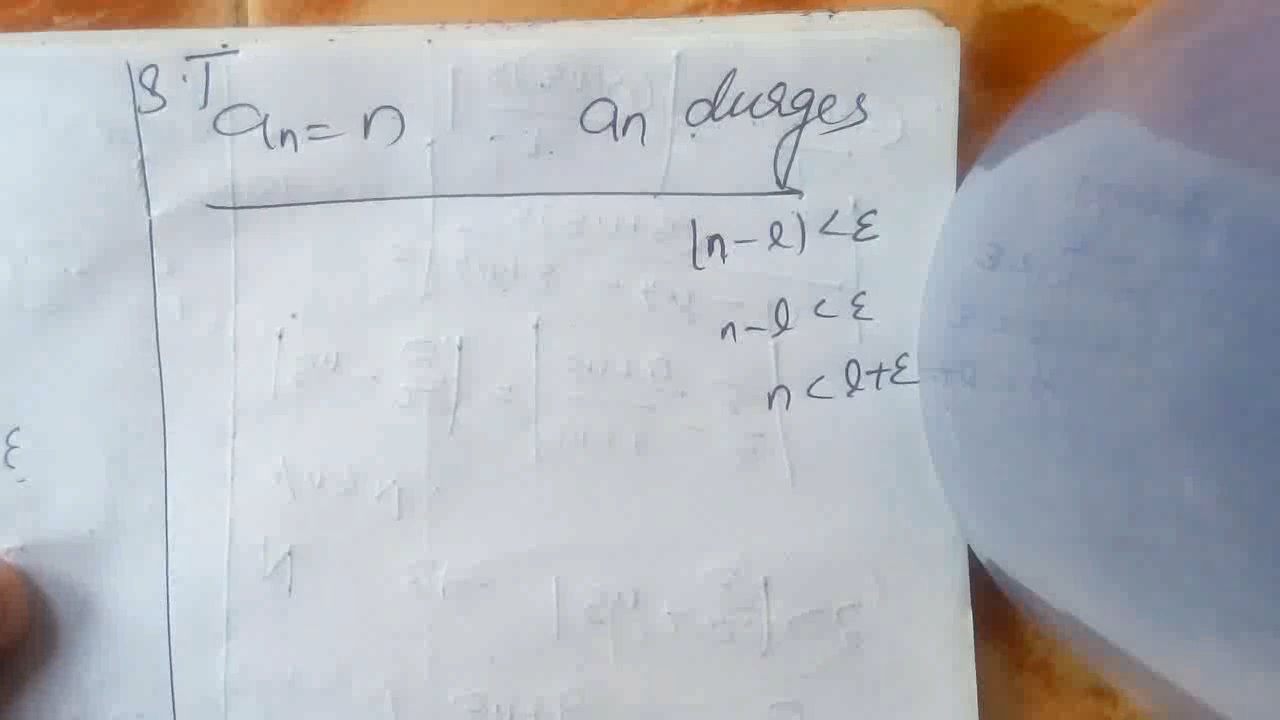 S.T
aₙ = n aₙ diverges
|n - l| < ε
n - l < ε
n < l + ε
ε